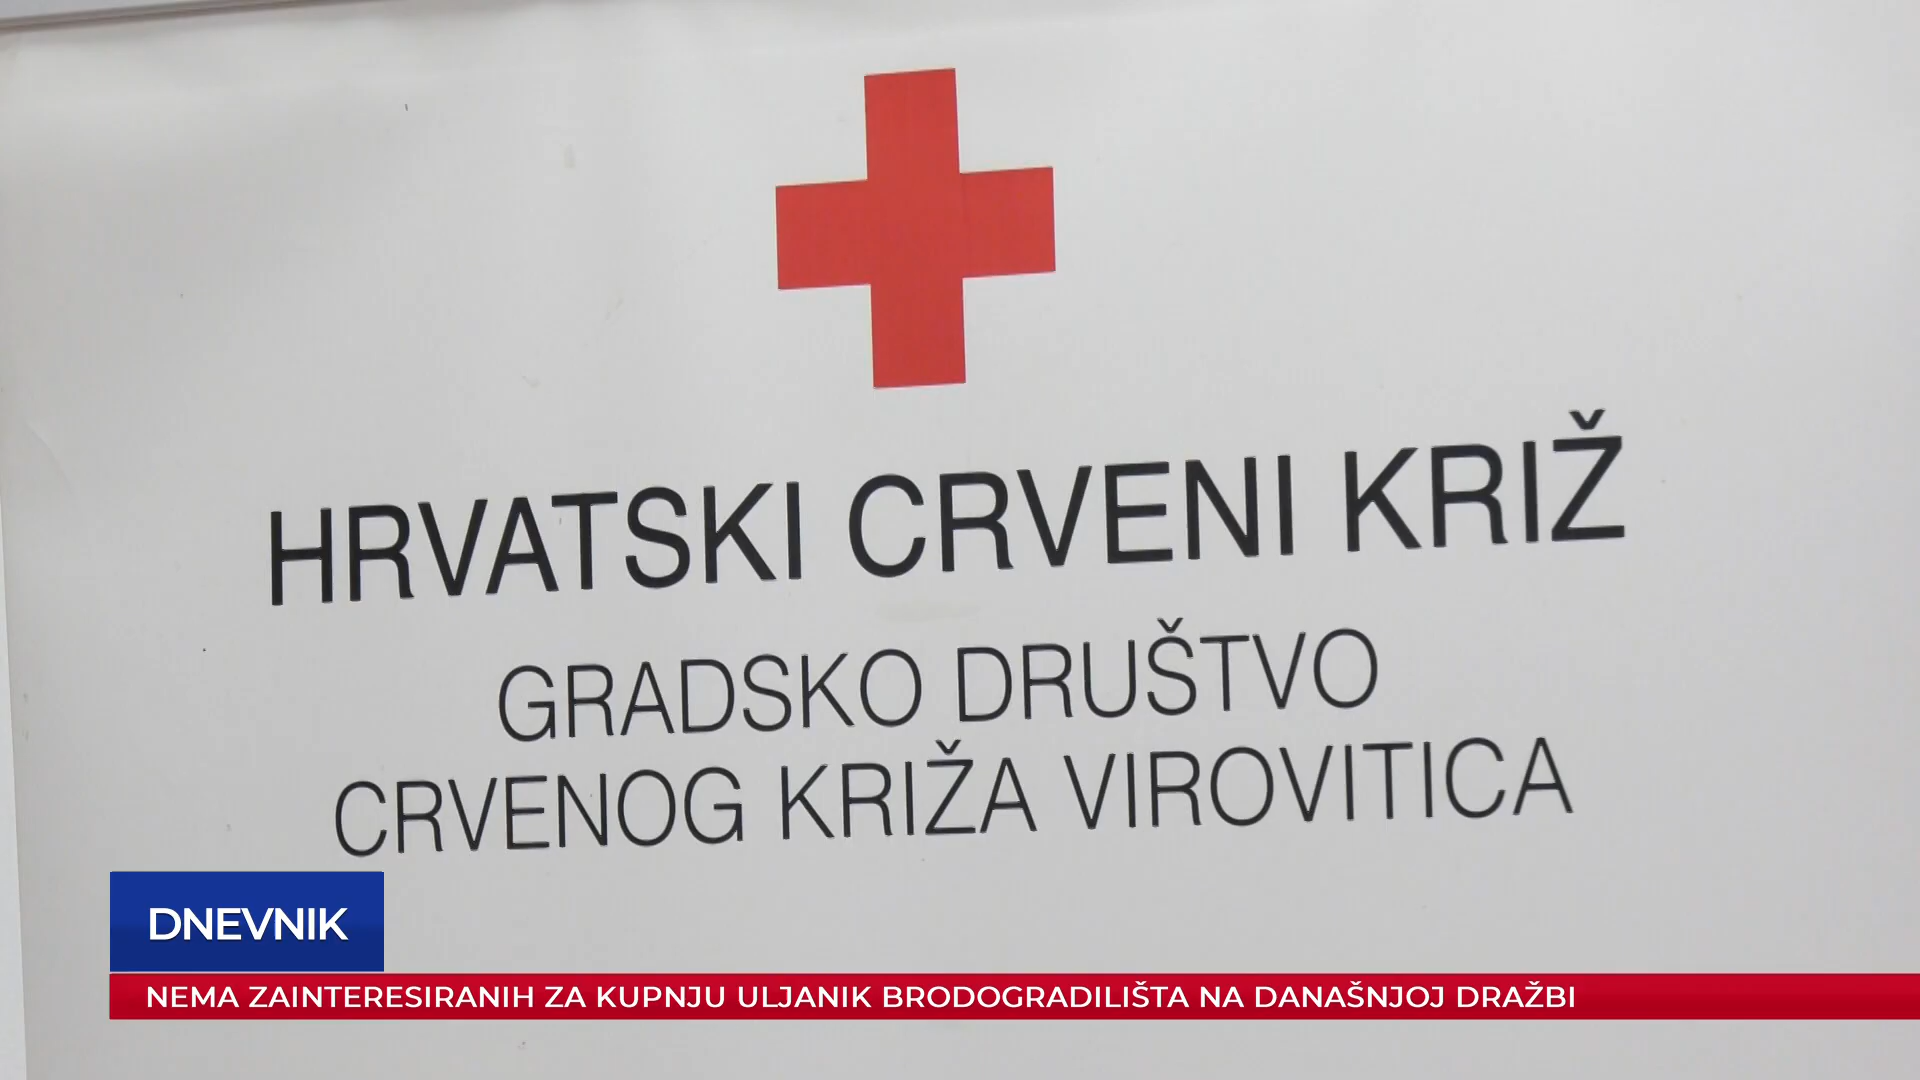 HRVATSKI CRVENI KRIŽ
GRADSKO DRUŠTVO
CRVENOG KRIŽA VIROVITICA
DNEVNIK
NEMA ZAINTERESIRANIH ZA KUPNJU ULJANIK BRODOGRADILIŠTA NA DANAŠNJOJ DRAŽBI